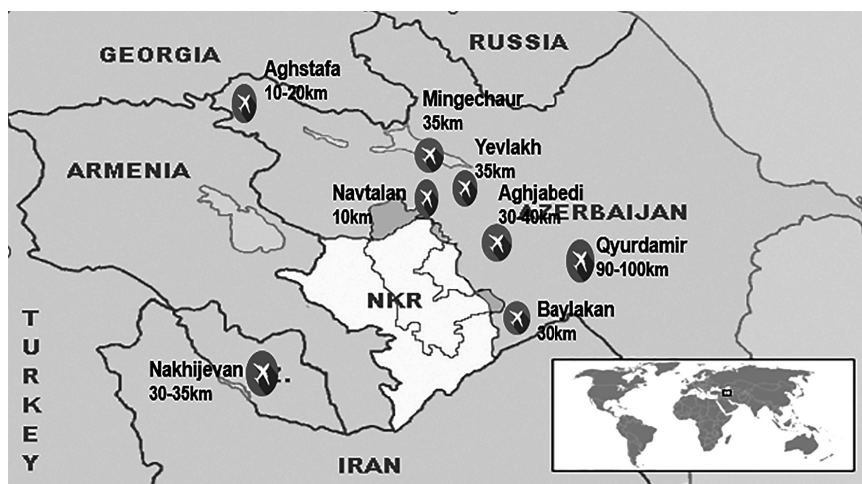 GEORGIA
RUSSIA
Aghstafa
10-20km
Mingechaur
35km
Yevlakh
35km
ARMENIA
Navtalan
10km
Aghjabedi
30-40km
AZERBAIJAN
Qyurdamir
90-100km
NKR
Baylakan
30km
TURKEY
Nakhijevan
30-35km
Z.
IRAN